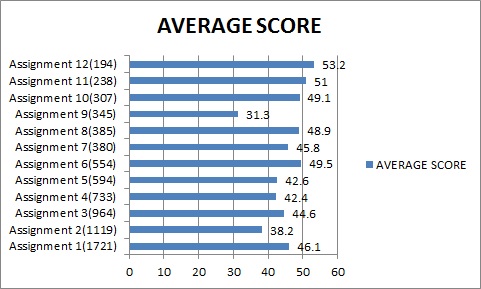 AVERAGE SCORE
Assignment 12(194) 53.2
Assignment 11(238) 51
Assignment 10(307) 49.1
Assignment 9(345) 31.3
Assignment 8(385) 48.9
Assignment 7(380) 45.8
Assignment 6(554) 49.5
Assignment 5(594) 42.6
Assignment 4(733) 42.4
Assignment 3(964) 44.6
Assignment 2(1119) 38.2
Assignment 1(1721) 46.1
0 10 20 30 40 50 60
AVERAGE SCORE